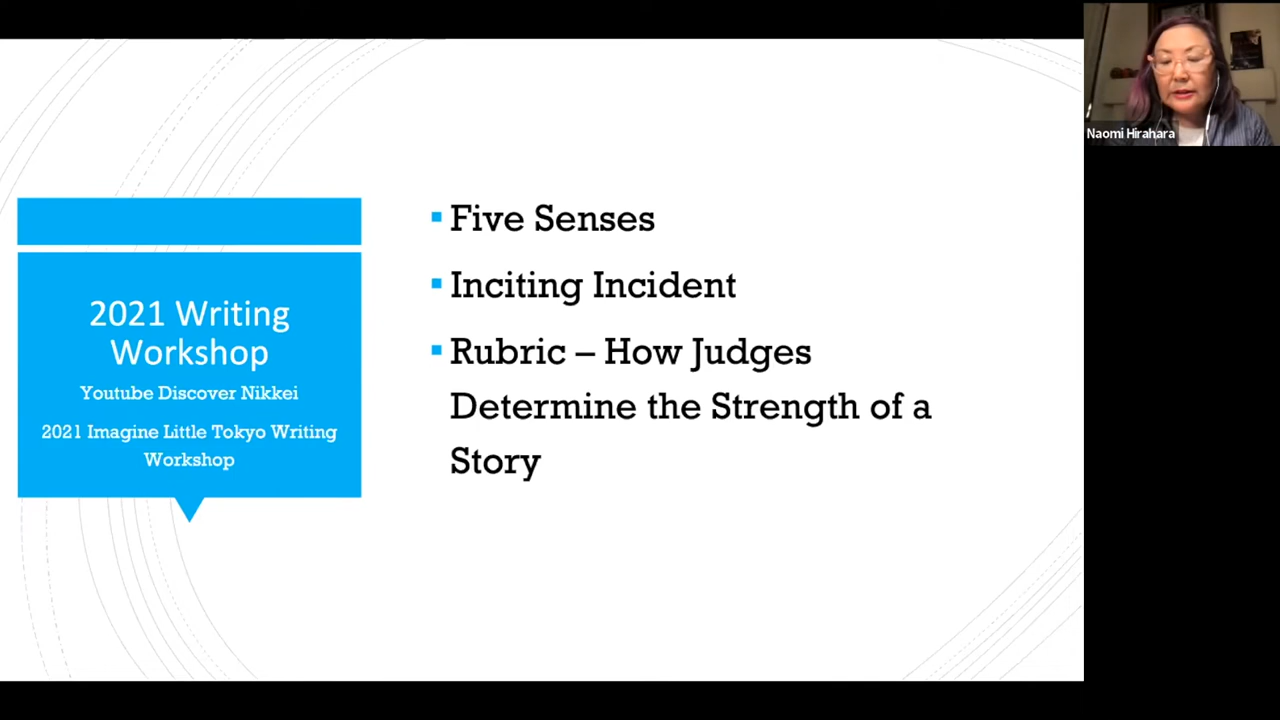 2021 Writing
Workshop
Youtube Discover Nikkei
2021 Imagine Little Tokyo Writing
Workshop
Five Senses
Inciting Incident
Rubric – How Judges
Determine the Strength of a
Story
Naomi Hirahara